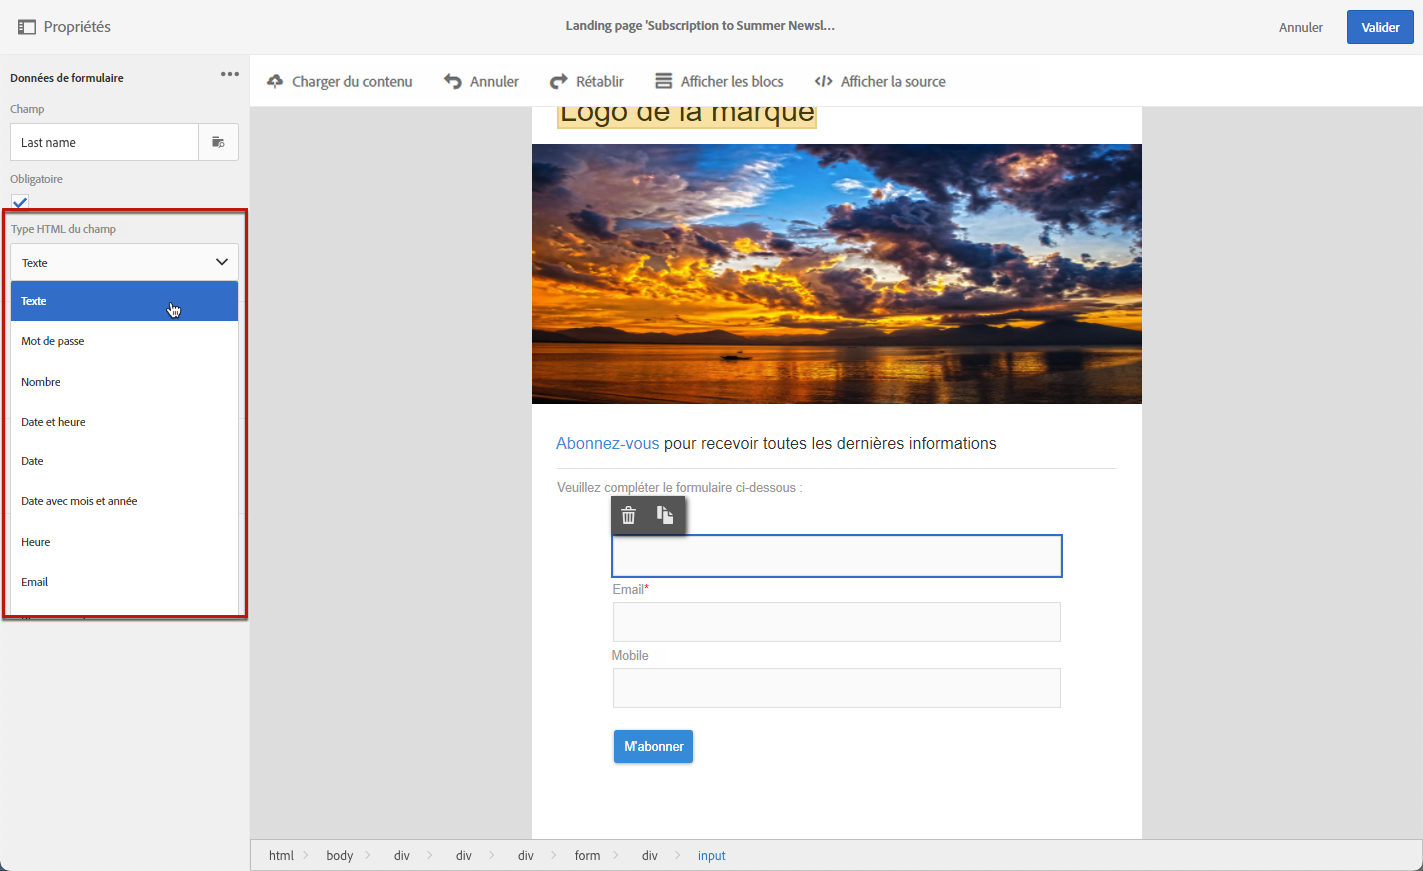 Propriétés
Landing page 'Subscription to Summer Newsl...
Annuler
Valider
Données de formulaire
Champ
Last name
Obligatoire
Type HTML du champ
Texte
Texte
Mot de passe
Nombre
Date et heure
Date
Date avec mois et année
Heure
Email
Charger du contenu
Annuler
Rétablir
Afficher les blocs
Afficher la source
Logo de la marque
Abonnez-vous pour recevoir toutes les dernières informations
Veuillez compléter le formulaire ci-dessous :
Email*
Mobile
M'abonner
html body div div div form div input